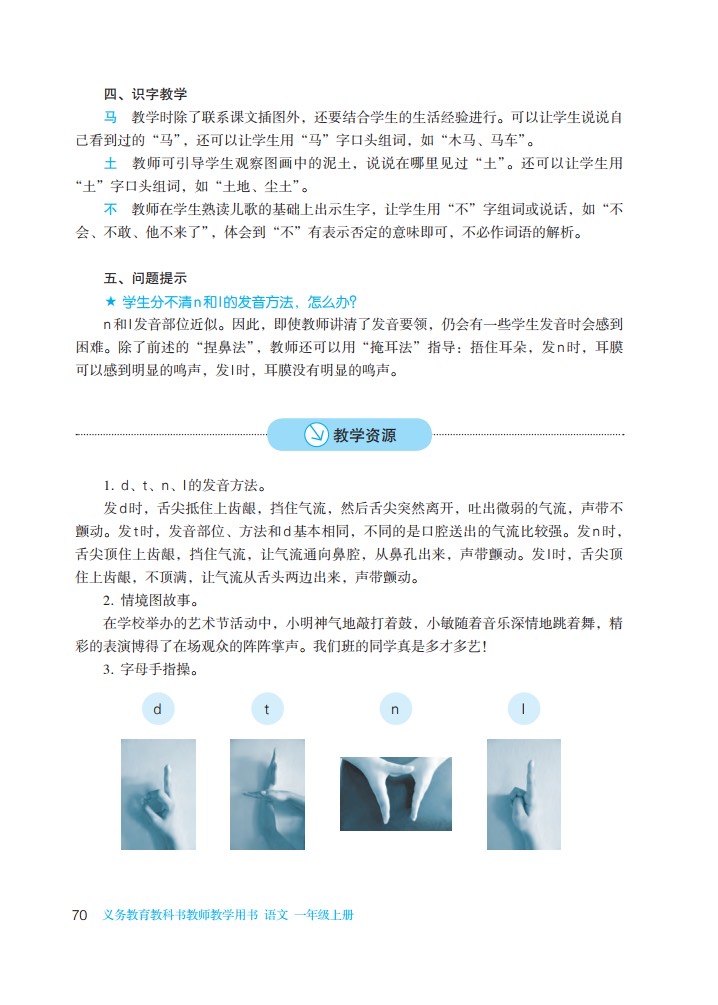 四、识字教学
马 教学时除了联系课文插图外，还要结合学生的生活经验进行。可以让学生说说自
己看到过的“马”，还可以让学生用“马”字口头组词，如“木马、马车”。
土 教师可引导学生观察图画中的泥土，说说在哪里见过“土”。还可以让学生用
“土”字口头组词，如“土地、尘土”。
不 教师在学生熟读儿歌的基础上出示生字，让学生用“不”字组词或说话，如“不
会、不敢、他不来了”，体会到“不”有表示否定的意味即可，不必作词语的解析。
五、问题提示
★ 学生分不清n和l的发音方法，怎么办？
n和l发音部位近似。因此，即使教师讲清了发音要领，仍会有一些学生发音时会感到
困难。除了前述的“捏鼻法”，教师还可以用“掩耳法”指导：捂住耳朵，发n时，耳膜
可以感到明显的鸣声，发l时，耳膜没有明显的鸣声。
教学资源
1. d、t、n、l的发音方法。
发d时，舌尖抵住上齿龈，挡住气流，然后舌尖突然离开，吐出微弱的气流，声带不
颤动。发t时，发音部位、方法和d基本相同，不同的是口腔送出的气流比较强。发n时，
舌尖顶住上齿龈，挡住气流，让气流通向鼻腔，从鼻孔出来，声带颤动。发l时，舌尖顶
住上齿龈，不顶满，让气流从舌头两边出来，声带颤动。
2. 情境图故事。
在学校举办的艺术节活动中，小明神气地敲打着鼓，小敏随着音乐深情地跳着舞，精
彩的表演博得了在场观众的阵阵掌声。我们班的同学真是多才多艺！
3. 字母手指操。
d t n l
70 义务教育教科书教师教学用书 语文 一年级上册